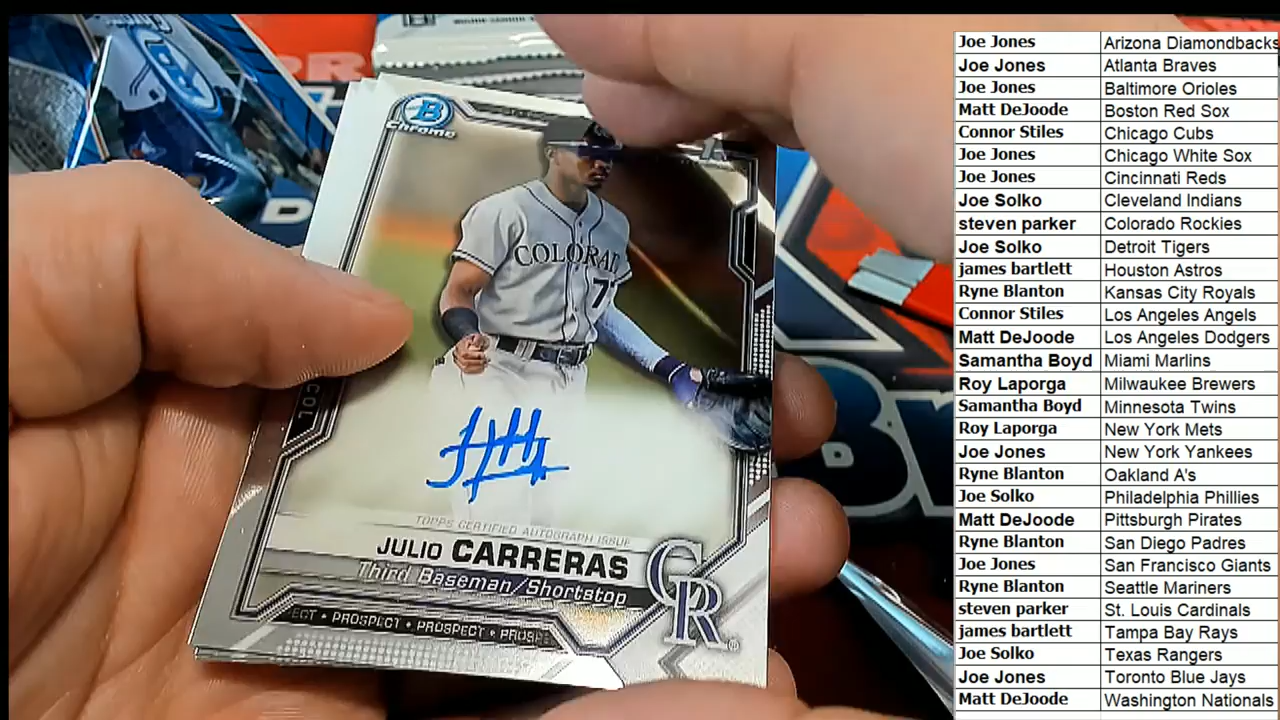 B
Chrome
1st
COLORAD
7
COL
TOPPS CERTIFIED AUTOGRAPH ISSUE
JULIO CARRERAS
Third Baseman/Shortstop
CR
ECT • PROSPECT • PROSPECT • PROSPE
Joe Jones Arizona Diamondbacks
Joe Jones Atlanta Braves
Joe Jones Baltimore Orioles
Matt DeJoode Boston Red Sox
Connor Stiles Chicago Cubs
Joe Jones Chicago White Sox
Joe Jones Cincinnati Reds
Joe Solko Cleveland Indians
steven parker Colorado Rockies
Joe Solko Detroit Tigers
james bartlett Houston Astros
Ryne Blanton Kansas City Royals
Connor Stiles Los Angeles Angels
Matt DeJoode Los Angeles Dodgers
Samantha Boyd Miami Marlins
Roy Laporga Milwaukee Brewers
Samantha Boyd Minnesota Twins
Roy Laporga New York Mets
Joe Jones New York Yankees
Ryne Blanton Oakland A's
Joe Solko Philadelphia Phillies
Matt DeJoode Pittsburgh Pirates
Ryne Blanton San Diego Padres
Joe Jones San Francisco Giants
Ryne Blanton Seattle Mariners
steven parker St. Louis Cardinals
james bartlett Tampa Bay Rays
Joe Solko Texas Rangers
Joe Jones Toronto Blue Jays
Matt DeJoode Washington Nationals